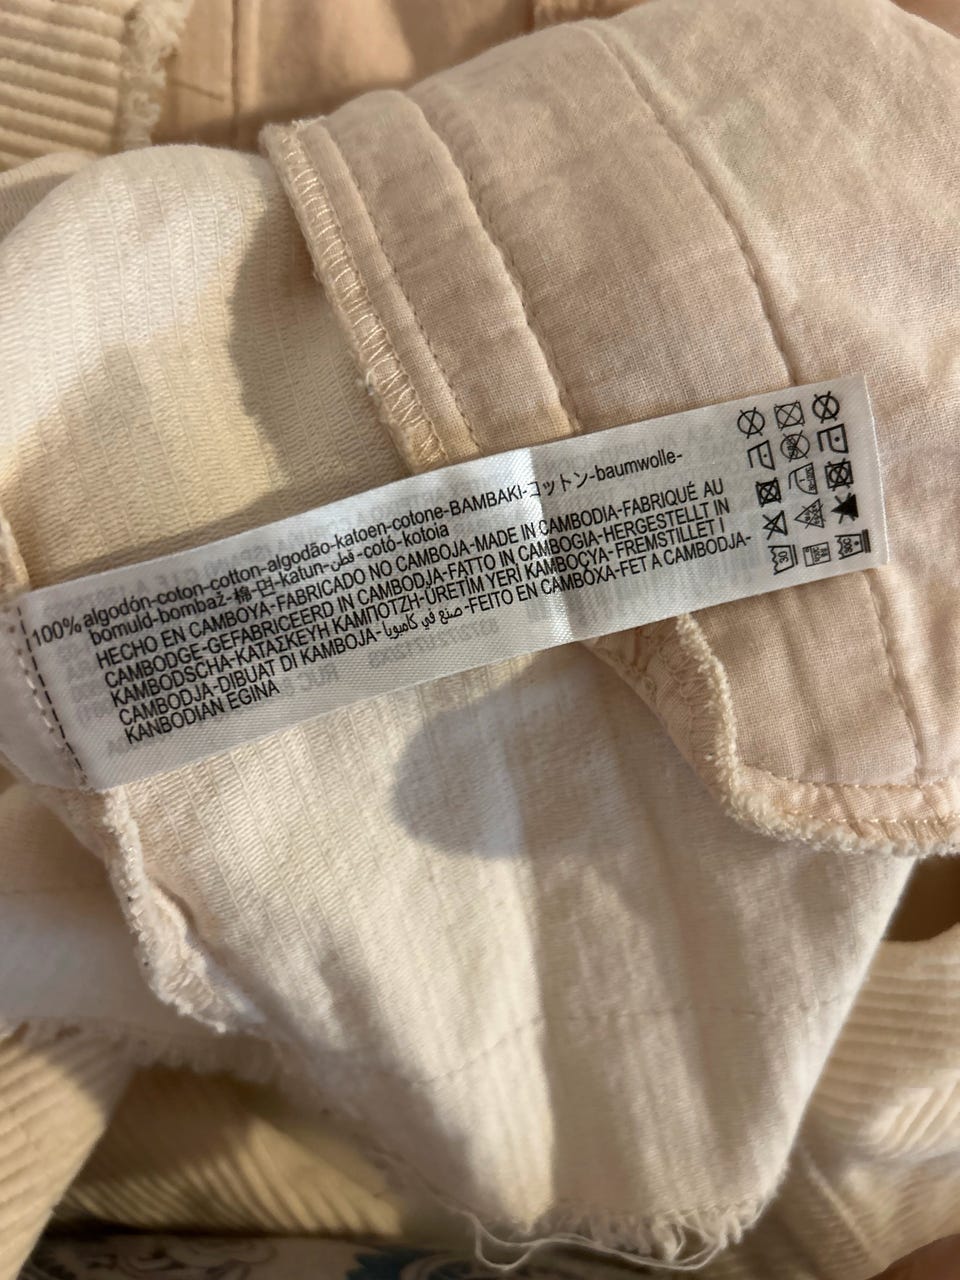 100% algodón-coton-cotton-algodão-katoen-cotone-BAMBAKI-コットン-baumwolle-
bomuld-bombaž-棉-면-katun-قطن-cotó-kotoia
HECHO EN CAMBOYA-FABRICADO NO CAMBOJA-MADE IN CAMBODIA-FABRIQUÉ AU
CAMBODGE-GEFABRICEERD IN CAMBODJA-FATTO IN CAMBOGIA-HERGESTELLT IN
KAMBODSCHA-ΚΑΤΑΣΚΕΥΗ ΚΑΜΠΟΤΖΗ-ÜRETİM YERİ KAMBOÇYA-FREMSTILLET I
CAMBODJA-DIBUAT DI KAMBOJA-صنع في كامبوديا-FEITO EN CAMBOXA-FET A CAMBODJA-
KANBODIAN EGINA